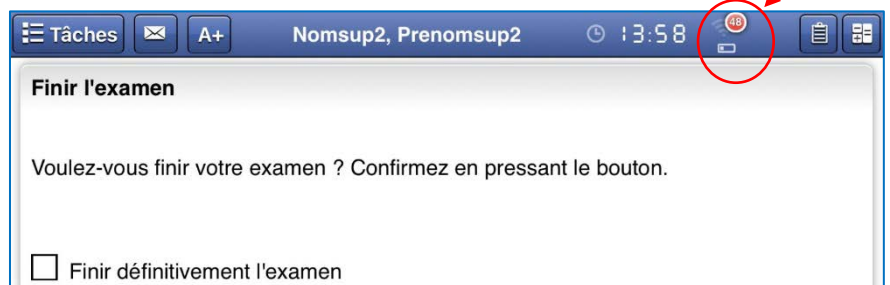 Tâches A+ Nomsup2, Prenomsup2 13:58 48
Finir l'examen
Voulez-vous finir votre examen ? Confirmez en pressant le bouton.
Finir définitivement l'examen